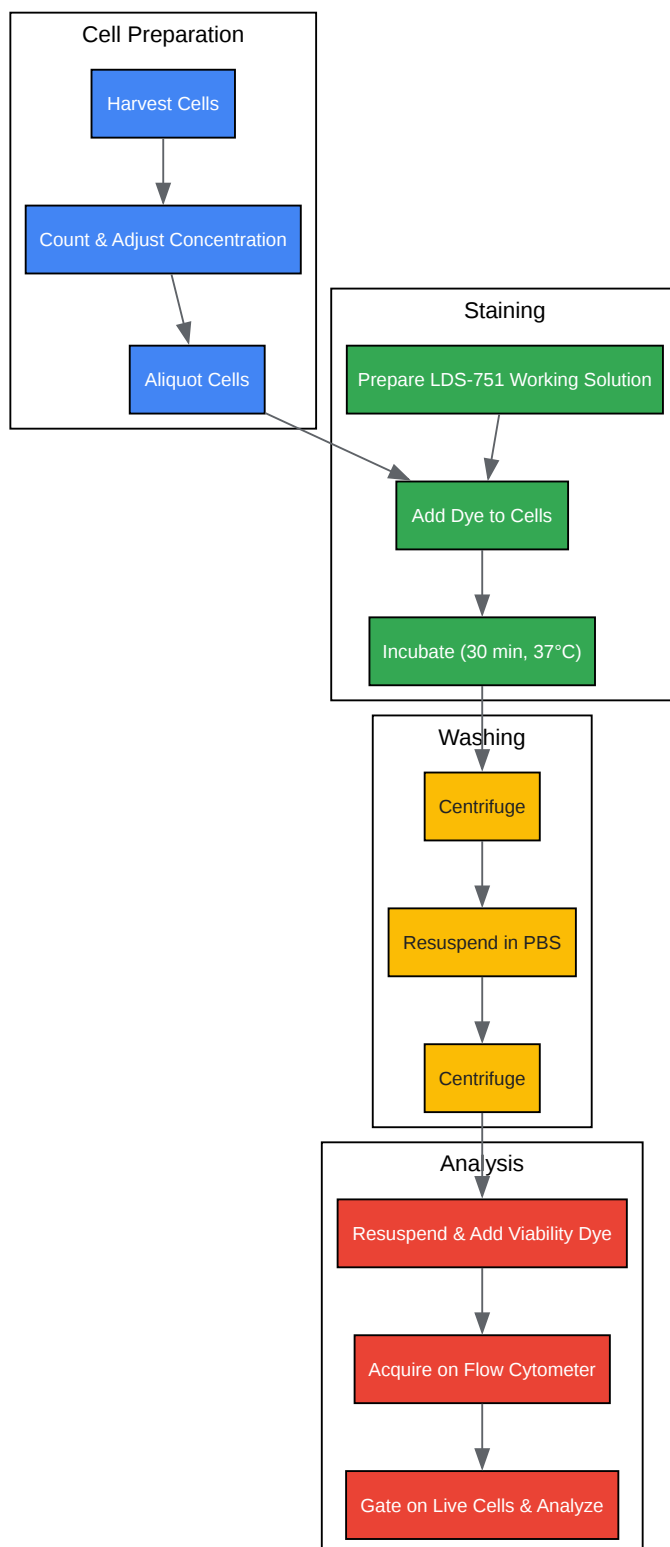 Cell Preparation
Harvest Cells
Count & Adjust Concentration
Aliquot Cells
Staining
Prepare LDS-751 Working Solution
Add Dye to Cells
Incubate (30 min, 37°C)
Washing
Centrifuge
Resuspend in PBS
Centrifuge
Analysis
Resuspend & Add Viability Dye
Acquire on Flow Cytometer
Gate on Live Cells & Analyze